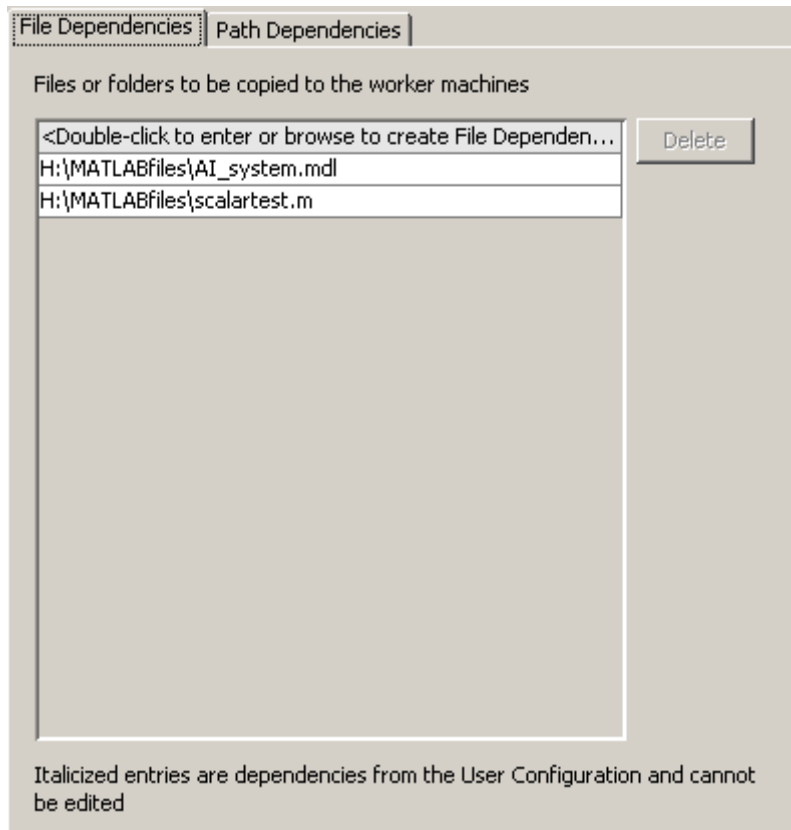 File Dependencies Path Dependencies
Files or folders to be copied to the worker machines
<Double-click to enter or browse to create File Dependen... Delete
H:\MATLABfiles\AI_system.mdl
H:\MATLABfiles\scalartest.m
Italicized entries are dependencies from the User Configuration and cannot
be edited